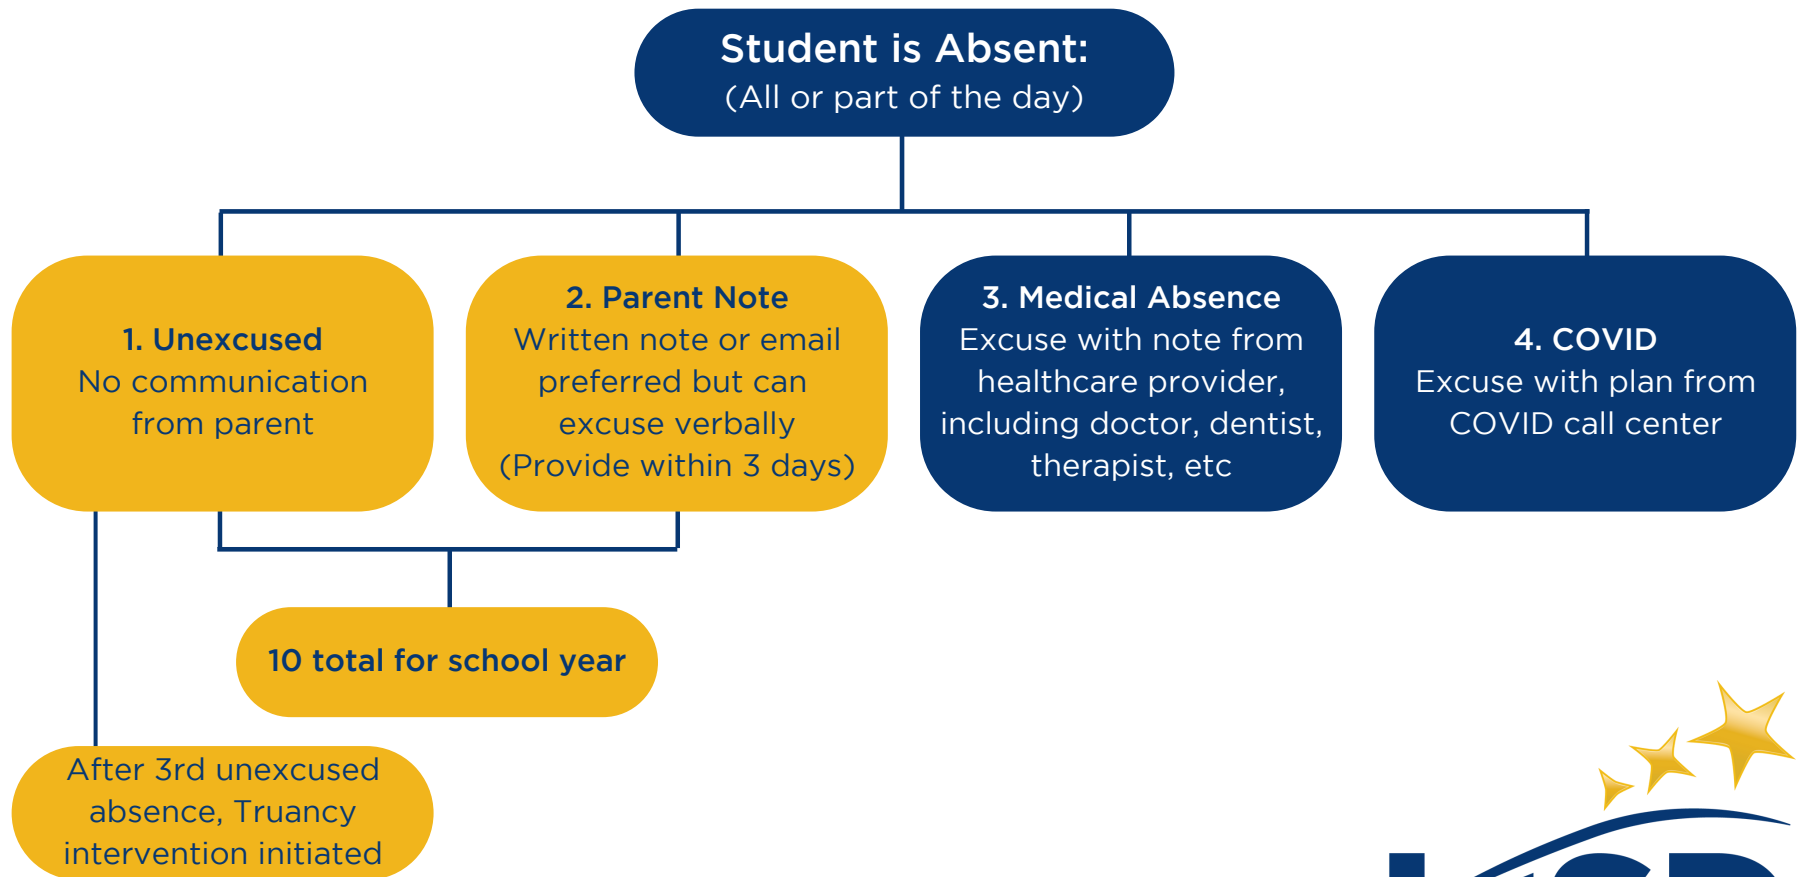 Student is Absent:
(All or part of the day)
1. Unexcused
No communication
from parent
2. Parent Note
Written note or email
preferred but can
excuse verbally
(Provide within 3 days)
3. Medical Absence
Excuse with note from
healthcare provider,
including doctor, dentist,
therapist, etc
4. COVID
Excuse with plan from
COVID call center
10 total for school year
After 3rd unexcused
absence, Truancy
intervention initiated